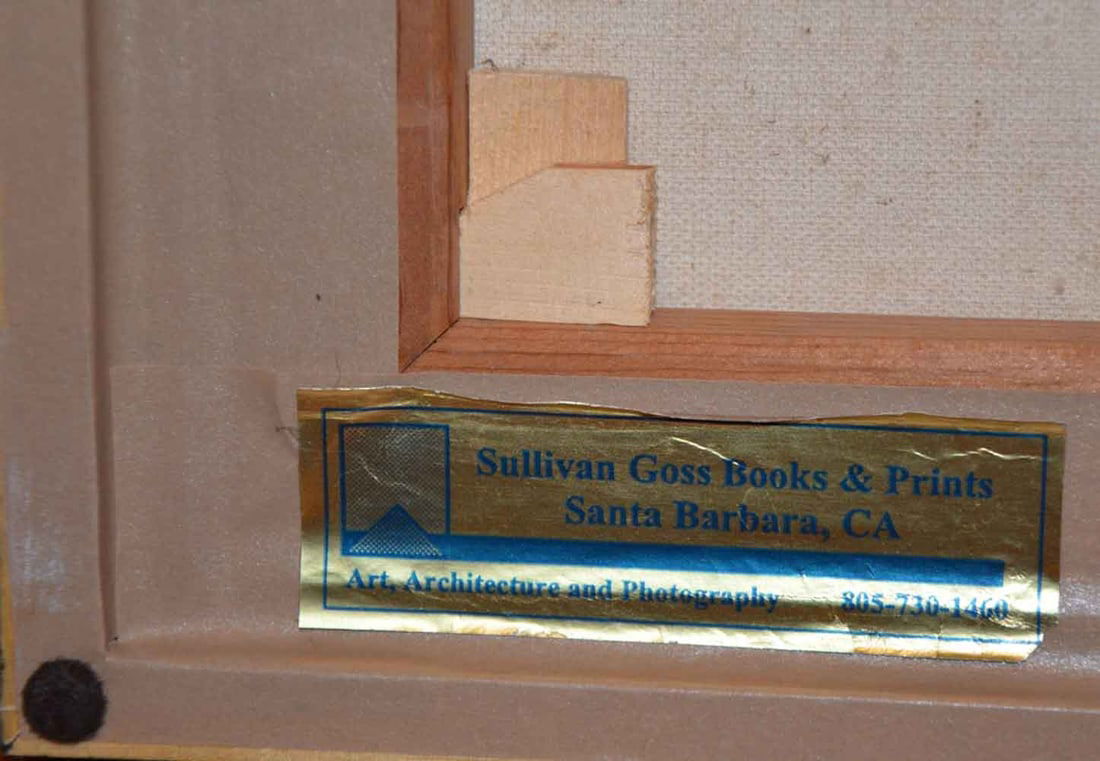 Sullivan Goss Books & Prints
Santa Barbara, CA
Art, Architecture and Photography 805-730-1460